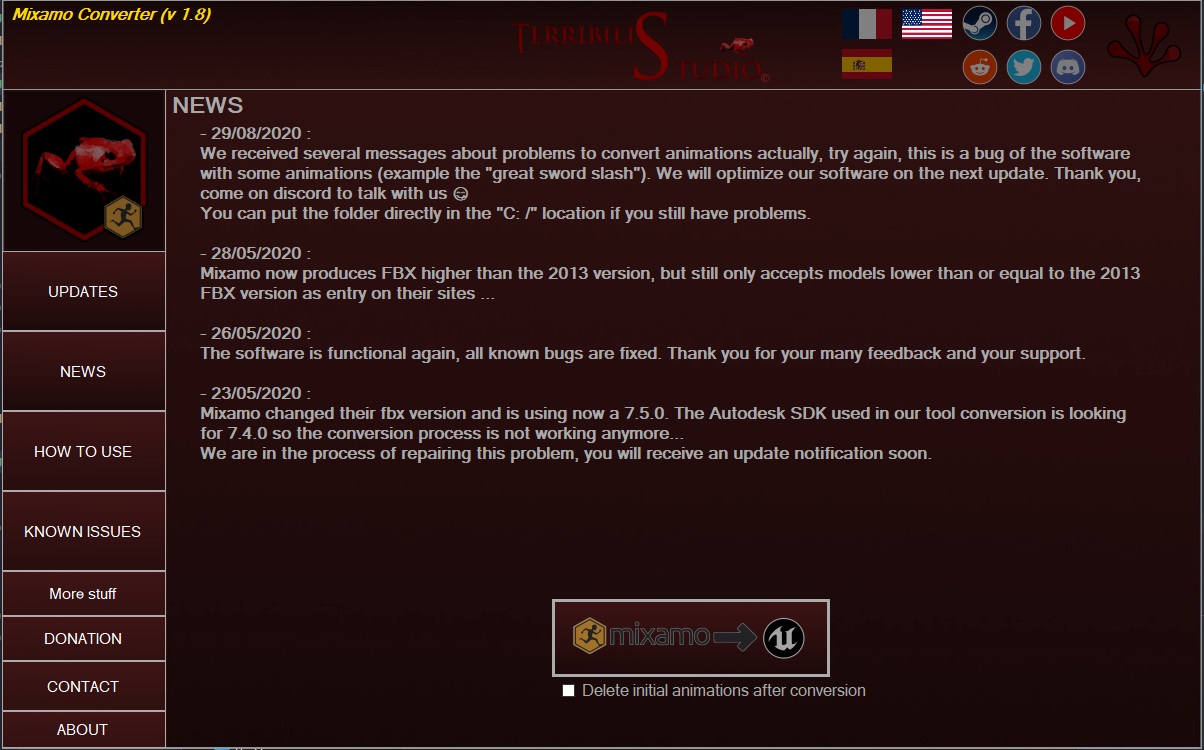 Mixamo Converter (v 1.8)
TERRIBILIS STUDIO
NEWS
- 29/08/2020 :
We received several messages about problems to convert animations actually, try again, this is a bug of the software
with some animations (example the "great sword slash"). We will optimize our software on the next update. Thank you,
come on discord to talk with us 😋
You can put the folder directly in the "C: /" location if you still have problems.
- 28/05/2020 :
Mixamo now produces FBX higher than the 2013 version, but still only accepts models lower than or equal to the 2013
FBX version as entry on their sites ...
- 26/05/2020 :
The software is functional again, all known bugs are fixed. Thank you for your many feedback and your support.
- 23/05/2020 :
Mixamo changed their fbx version and is using now a 7.5.0. The Autodesk SDK used in our tool conversion is looking
for 7.4.0 so the conversion process is not working anymore...
We are in the process of repairing this problem, you will receive an update notification soon.
UPDATES
NEWS
HOW TO USE
KNOWN ISSUES
More stuff
DONATION
CONTACT
ABOUT
mixamo
Delete initial animations after conversion